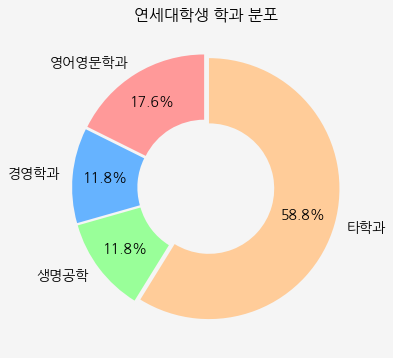 연세대학생 학과 분포
영어영문학과
17.6%
경영학과
11.8%
생명공학
11.8%
58.8%
타학과